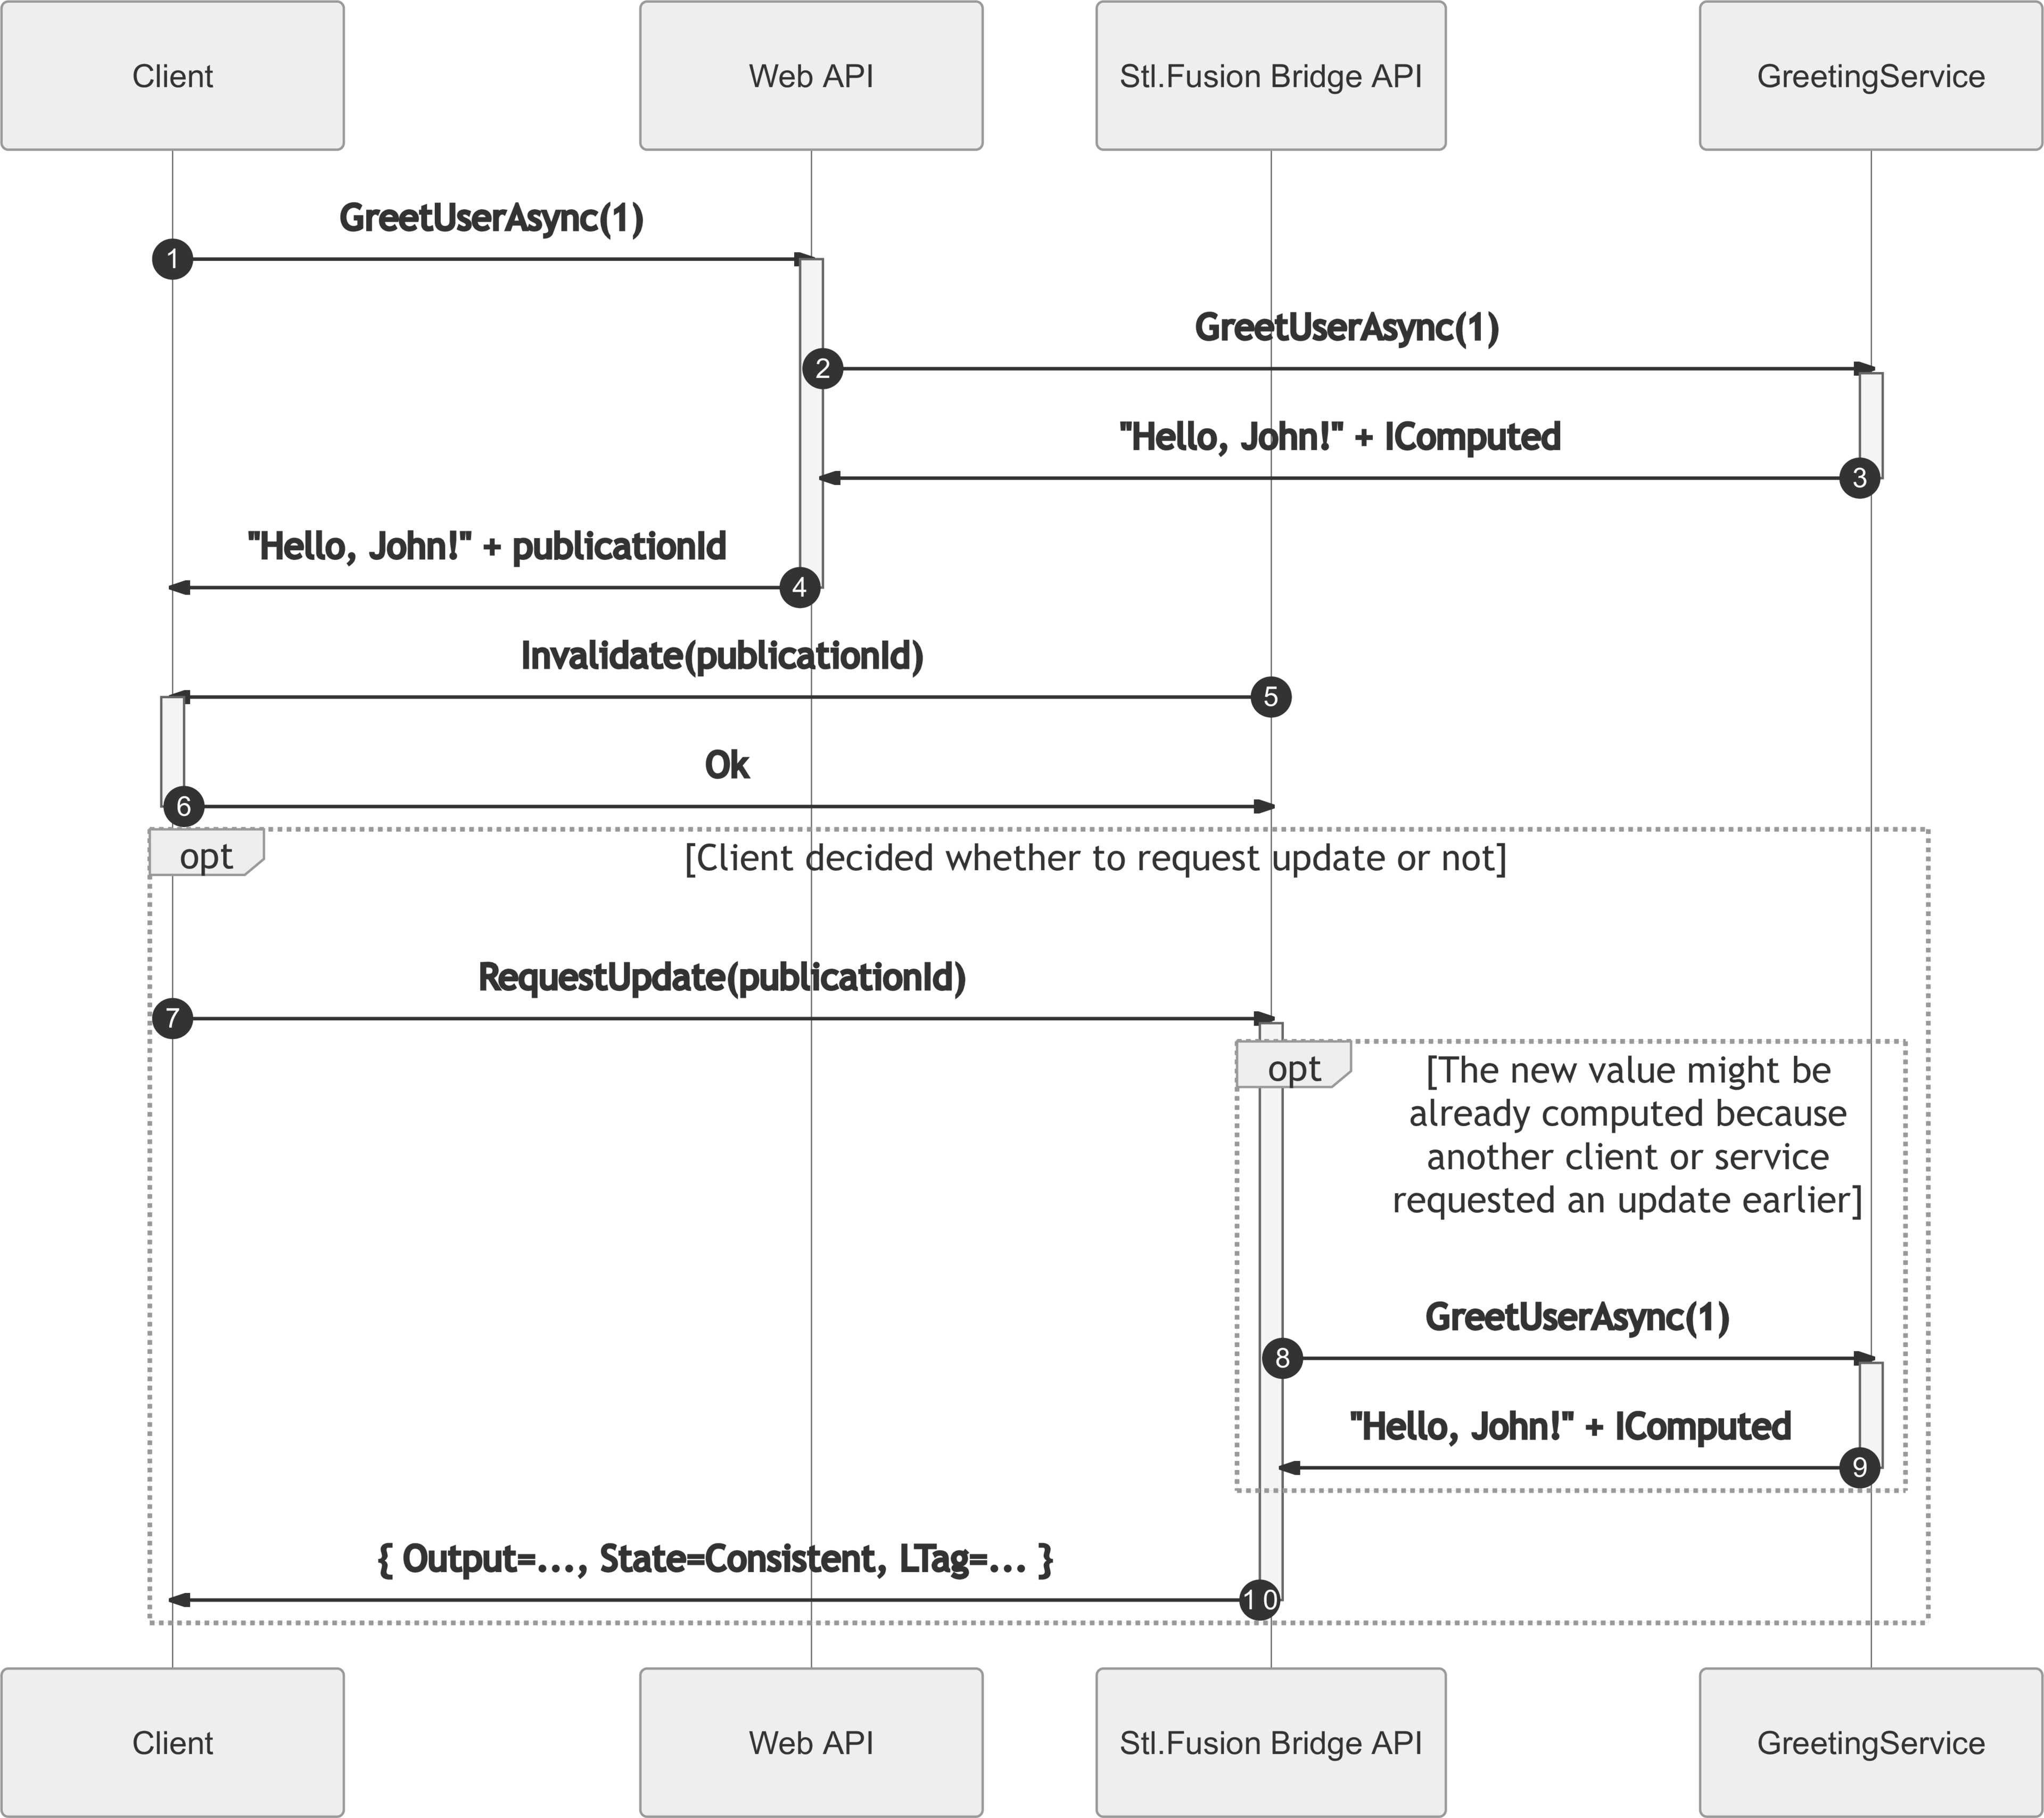 Client
Web API
Stl.Fusion Bridge API
GreetingService
GreetUserAsync(1)
1
GreetUserAsync(1)
2
"Hello, John!" + IComputed
3
"Hello, John!" + publicationId
4
Invalidate(publicationId)
5
Ok
6
opt
[Client decided whether to request update or not]
RequestUpdate(publicationId)
7
opt
[The new value might be
already computed because
another client or service
requested an update earlier]
GreetUserAsync(1)
8
"Hello, John!" + IComputed
9
{ Output=..., State=Consistent, LTag=... }
10
Client
Web API
Stl.Fusion Bridge API
GreetingService